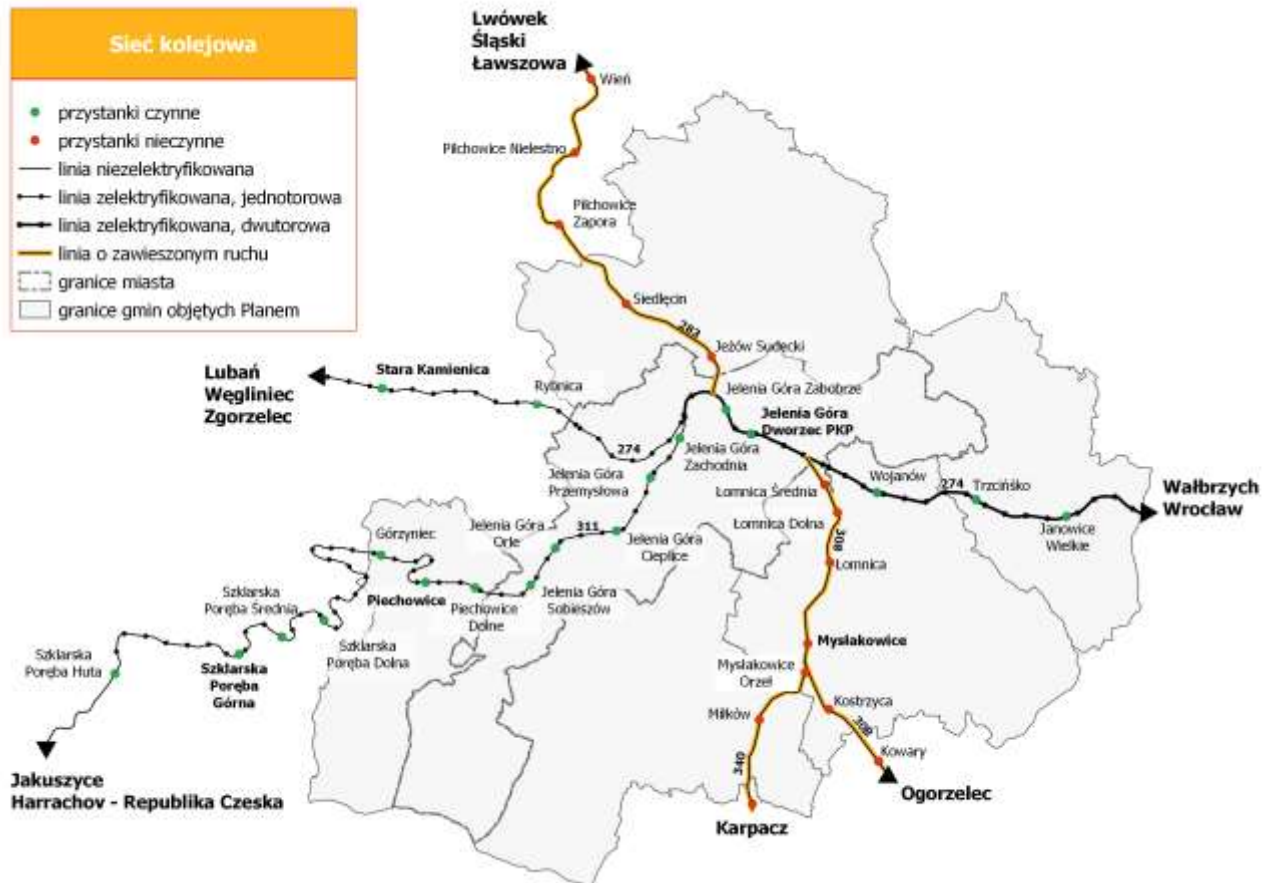 Sieć kolejowa
przystanki czynne
przystanki nieczynne
linia niezelektryfikowana
linia zelektryfikowana, jednotorowa
linia zelektryfikowana, dwutorowa
linia o zawieszonym ruchu
granice miasta
granice gmin objętych Planem
Lwówek
Śląski
Ławszowa
Wleń
Pilchowice Nielestno
Pilchowice
Zapora
Siedlęcin
283
Jeżów Sudecki
Lubań
Węgliniec
Zgorzelec
Stara Kamienica
Rybnica
274
Jelenia Góra Zabobrze
Jelenia Góra
Dworzec PKP
Jelenia Góra
Zachodnia
Jelenia Góra
Przemysłowa
Wojanów
274
Trzcińsko
Janowice
Wielkie
Wałbrzych
Wrocław
Łomnica Średnia
Łomnica Dolna
308
Łomnica
Jelenia Góra
Orle
311
Jelenia Góra
Cieplice
Górzyniec
Jelenia Góra
Sobieszów
Piechowice
Piechowice
Dolne
Szklarska
Poręba Średnia
Szklarska
Poręba Dolna
Szklarska
Poręba Huta
Szklarska
Poręba
Górna
Mysłakowice
Mysłakowice
Orzeł
Kostrzyca
308
Miłków
340
Kowary
Jakuszyce
Harrachov - Republika Czeska
Ogorzelec
Karpacz